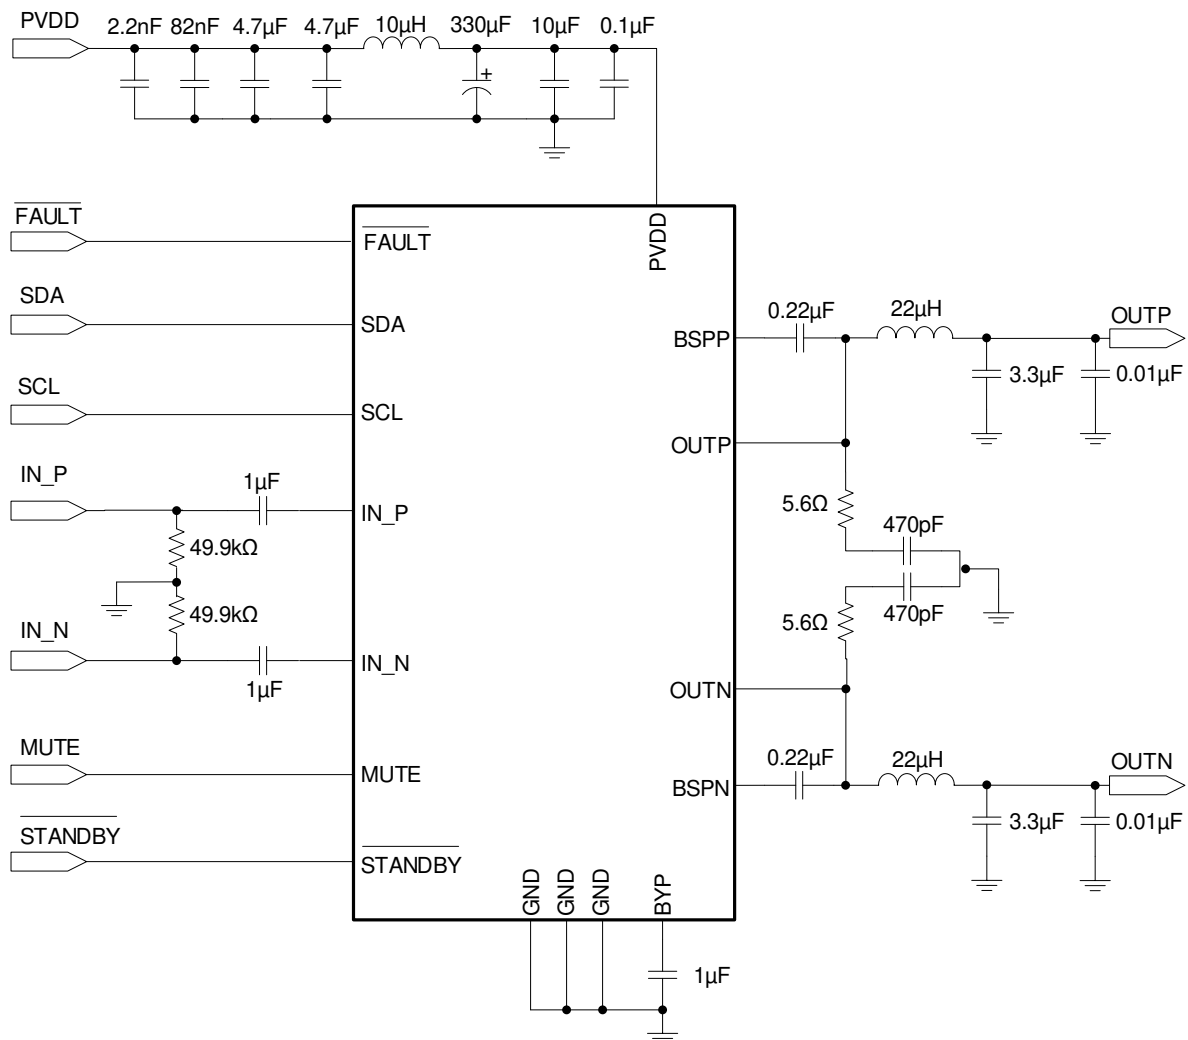 PVDD
2.2nF 82nF 4.7µF 4.7µF 10µH 330µF 10µF 0.1µF
+
FAULT
FAULT
PVDD
SDA
SDA
0.22µF
22µH
OUTP
BSPP
3.3µF
0.01µF
SCL
SCL
OUTP
IN_P
1µF
IN_P
5.6Ω
470pF
49.9kΩ
49.9kΩ
5.6Ω
470pF
IN_N
IN_N
1µF
OUTN
MUTE
MUTE
0.22µF
22µH
OUTN
BSPN
3.3µF
0.01µF
STANDBY
STANDBY
GND
GND
GND
BYP
1µF